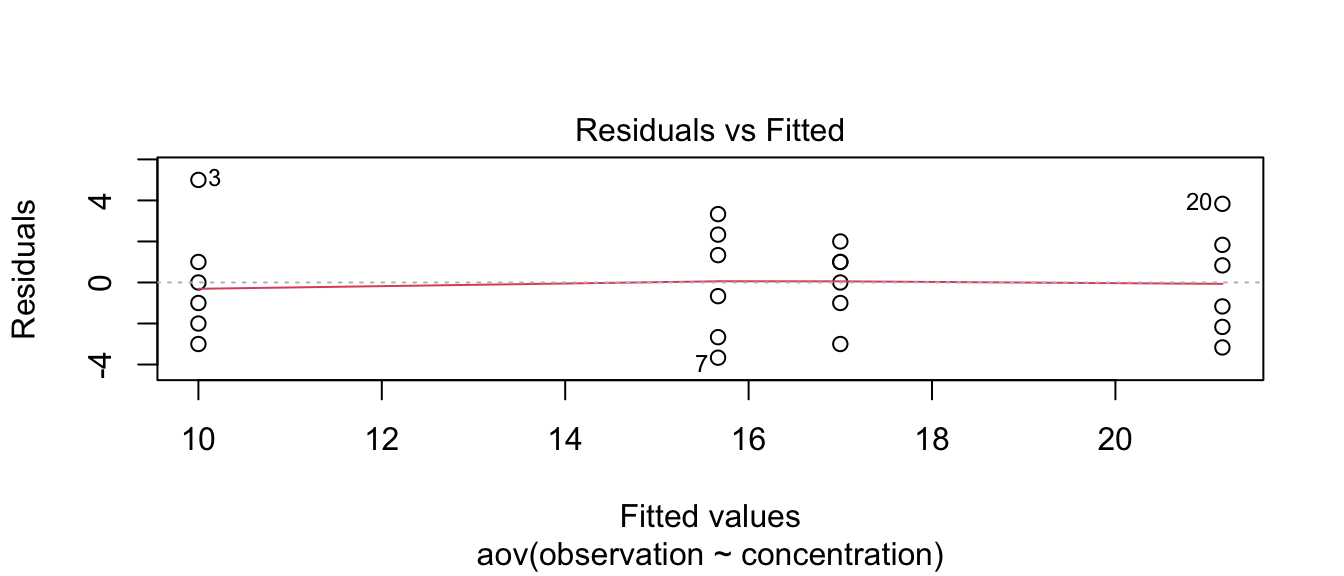 Residuals vs Fitted
Residuals
4
0
-4
3
7
20
10 12 14 16 18 20
Fitted values
aov(observation ~ concentration)